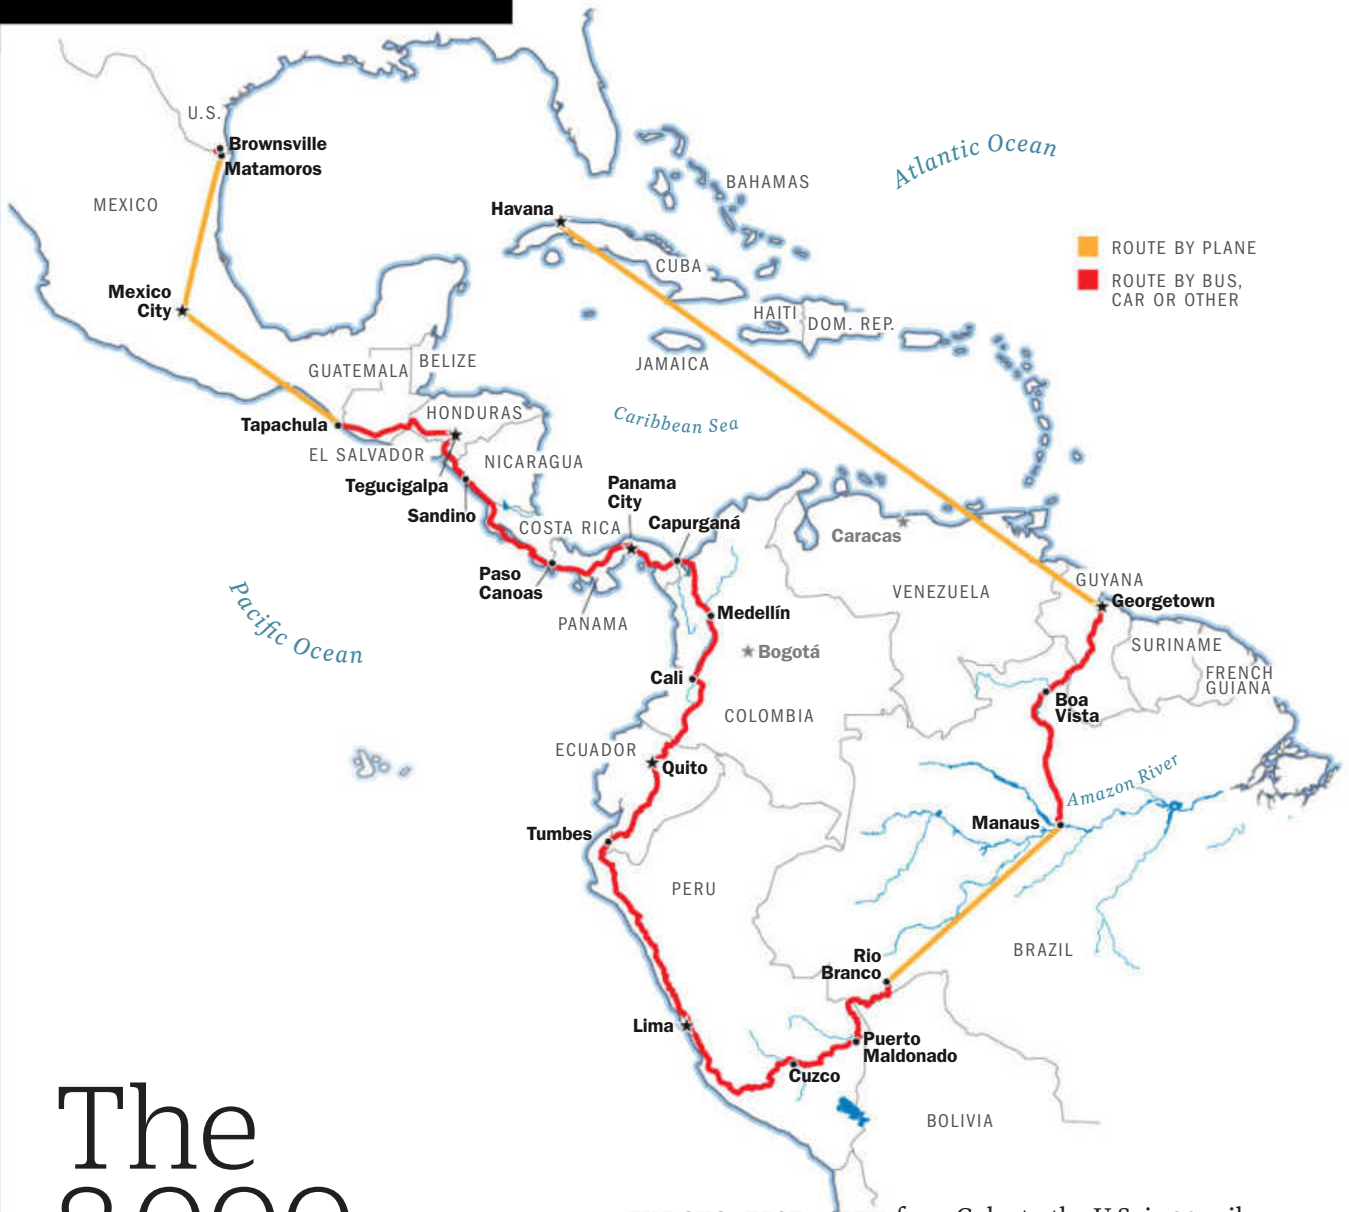 U.S.
Brownsville
Matamoros
MEXICO
Mexico
City
Atlantic Ocean
BAHAMAS
Havana
CUBA
ROUTE BY PLANE
ROUTE BY BUS,
CAR OR OTHER
HAITI
DOM. REP.
JAMAICA
Caribbean Sea
GUATEMALA
BELIZE
Tapachula
HONDURAS
EL SALVADOR
NICARAGUA
Tegucigalpa
Sandino
COSTA RICA
Panama
City
Capurganá
Paso
Canoas
PANAMA
Pacific Ocean
Caracas
VENEZUELA
GUYANA
Georgetown
SURINAME
FRENCH
GUIANA
Medellín
Bogotá
Cali
COLOMBIA
Boa
Vista
ECUADOR
Quito
Amazon River
Manaus
Tumbes
PERU
BRAZIL
Rio
Branco
Lima
Puerto
Maldonado
Cuzco
BOLIVIA
The